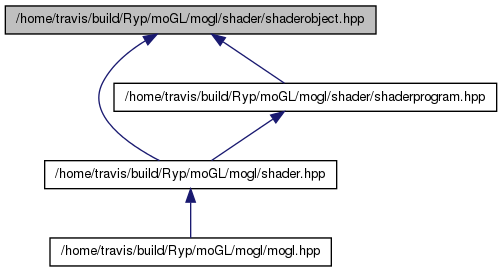 /home/travis/build/Ryp/moGL/mogl/shader/shaderobject.hpp
/home/travis/build/Ryp/moGL/mogl/shader/shaderprogram.hpp
/home/travis/build/Ryp/moGL/mogl/shader.hpp
/home/travis/build/Ryp/moGL/mogl/mogl.hpp